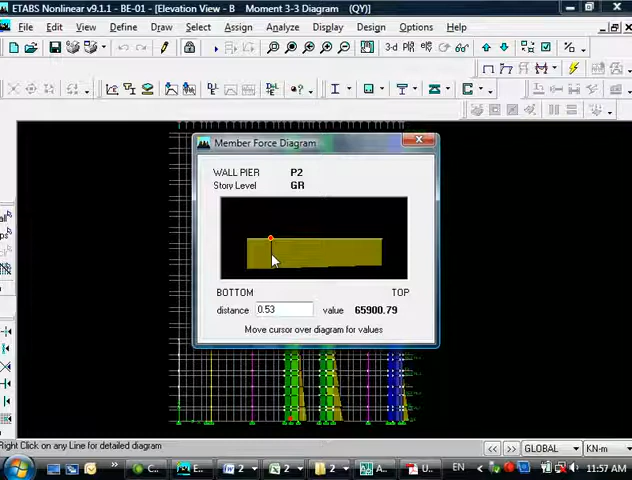 ETABS Nonlinear v9.1.1 - BE-01 - [Elevation View - B Moment 3-3 Diagram (QY)]
File Edit View Define Draw Select Assign Analyze Display Design Options Help
Member Force Diagram
WALL PIER P2
Story Level GR
BOTTOM TOP
distance 0.53 value 65900.79
Move cursor over diagram for values
Right Click on any Line for detailed diagram
GLOBAL KN-m
EN 11:57 AM